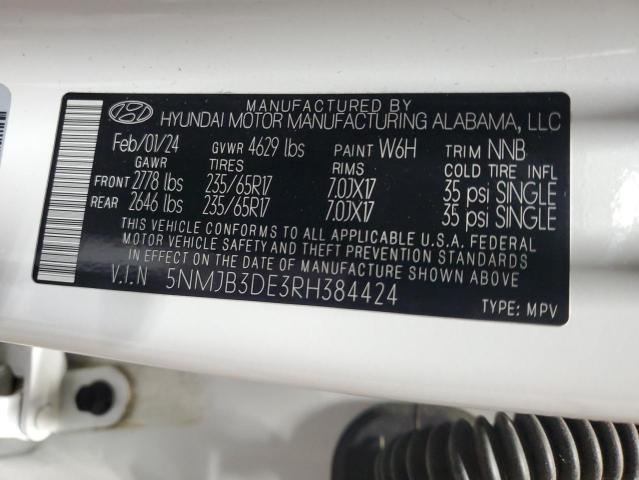 MANUFACTURED BY
HYUNDAI MOTOR MANUFACTURING ALABAMA, LLC
Feb/01/24 GVWR 4629 lbs PAINT W6H TRIM NNB
GAWR TIRES RIMS COLD TIRE INFL
FRONT 2778 lbs 235/65R17 7.0JX17 35 psi SINGLE
REAR 2646 lbs 235/65R17 7.0JX17 35 psi SINGLE
THIS VEHICLE CONFORMS TO ALL APPLICABLE U.S.A. FEDERAL
MOTOR VEHICLE SAFETY AND THEFT PREVENTION STANDARDS
IN EFFECT ON THE DATE OF MANUFACTURE SHOWN ABOVE
V.I.N 5NMJB3DE3RH384424
TYPE: MPV